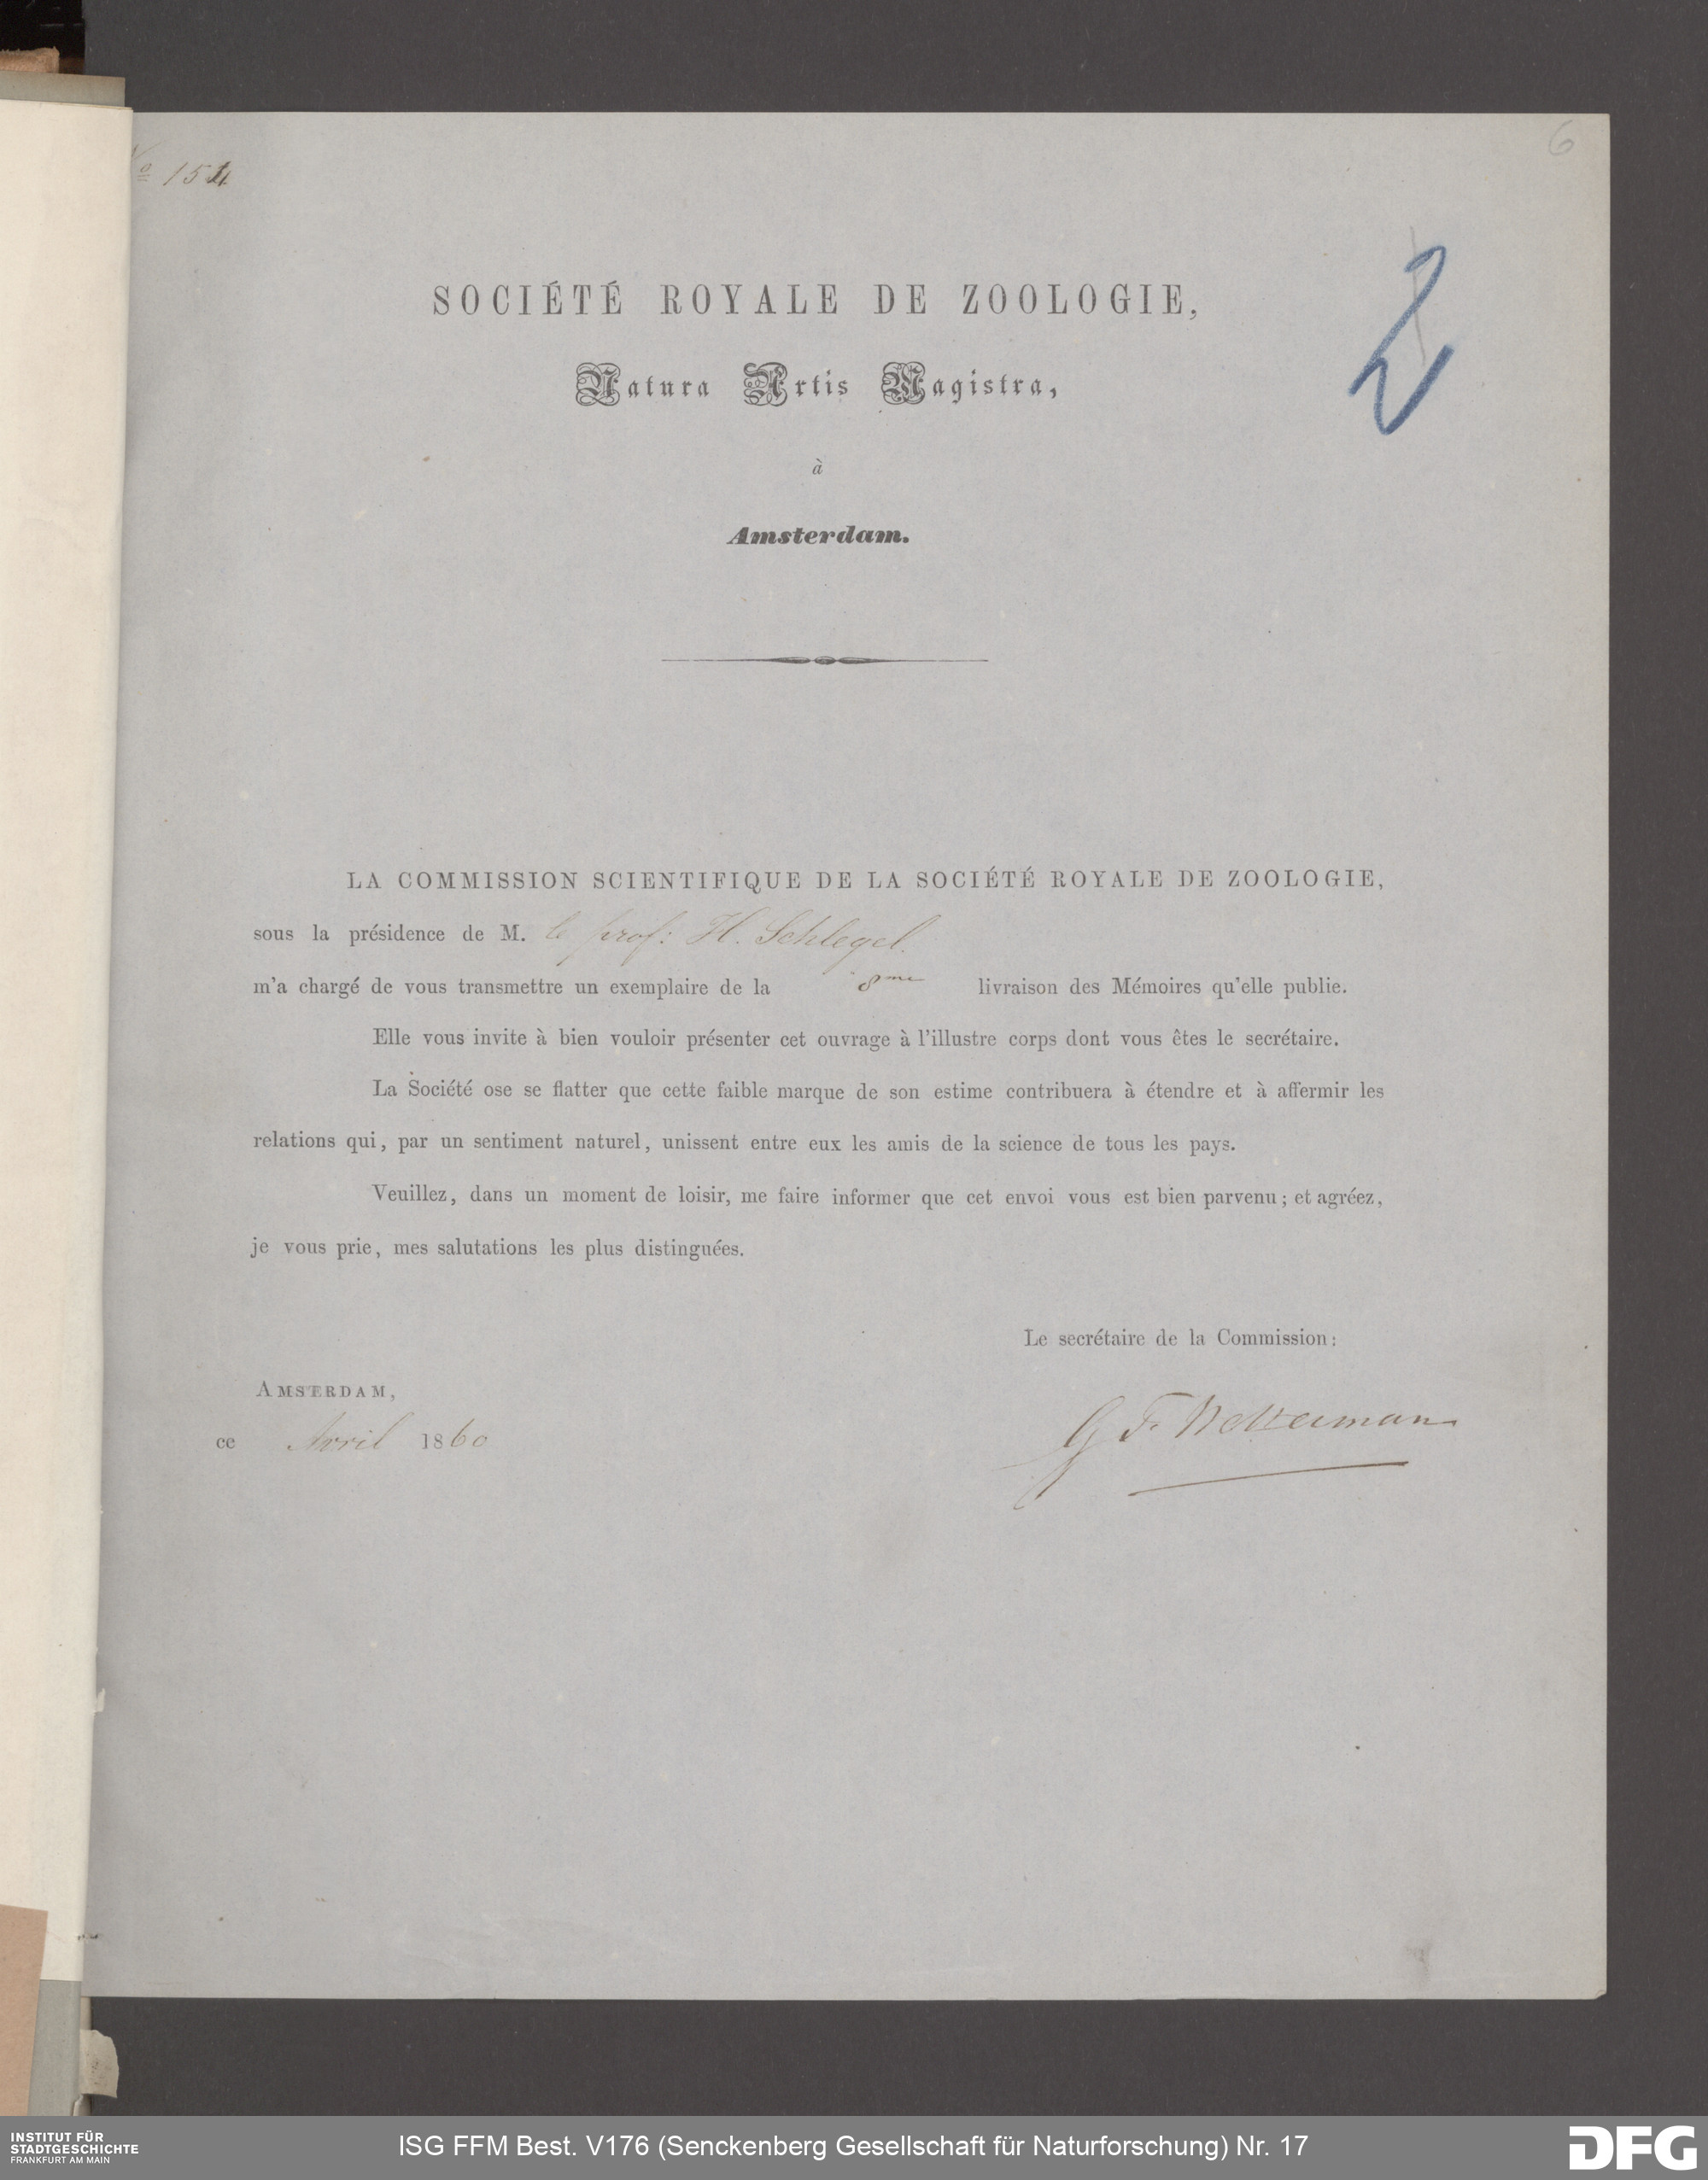 6
Nº 154
SOCIÉTÉ ROYALE DE ZOOLOGIE,
Natura Artis Magistra,
à
Amsterdam.
LA COMMISSION SCIENTIFIQUE DE LA SOCIÉTÉ ROYALE DE ZOOLOGIE,
sous la présidence de M. le prof: H. Schlegel.
m'a chargé de vous transmettre un exemplaire de la 8me livraison des Mémoires qu'elle publie.
Elle vous invite à bien vouloir présenter cet ouvrage à l'illustre corps dont vous êtes le secrétaire.
La Société ose se flatter que cette faible marque de son estime contribuera à étendre et à affermir les
relations qui, par un sentiment naturel, unissent entre eux les amis de la science de tous les pays.
Veuillez, dans un moment de loisir, me faire informer que cet envoi vous est bien parvenu; et agréez,
je vous prie, mes salutations les plus distinguées.
Le secrétaire de la Commission:
AMSTERDAM,
ce Avril 1860
G F. Westerman
INSTITUT FÜR
STADTGESCHICHTE
FRANKFURT AM MAIN
ISG FFM Best. V176 (Senckenberg Gesellschaft für Naturforschung) Nr. 17
DFG